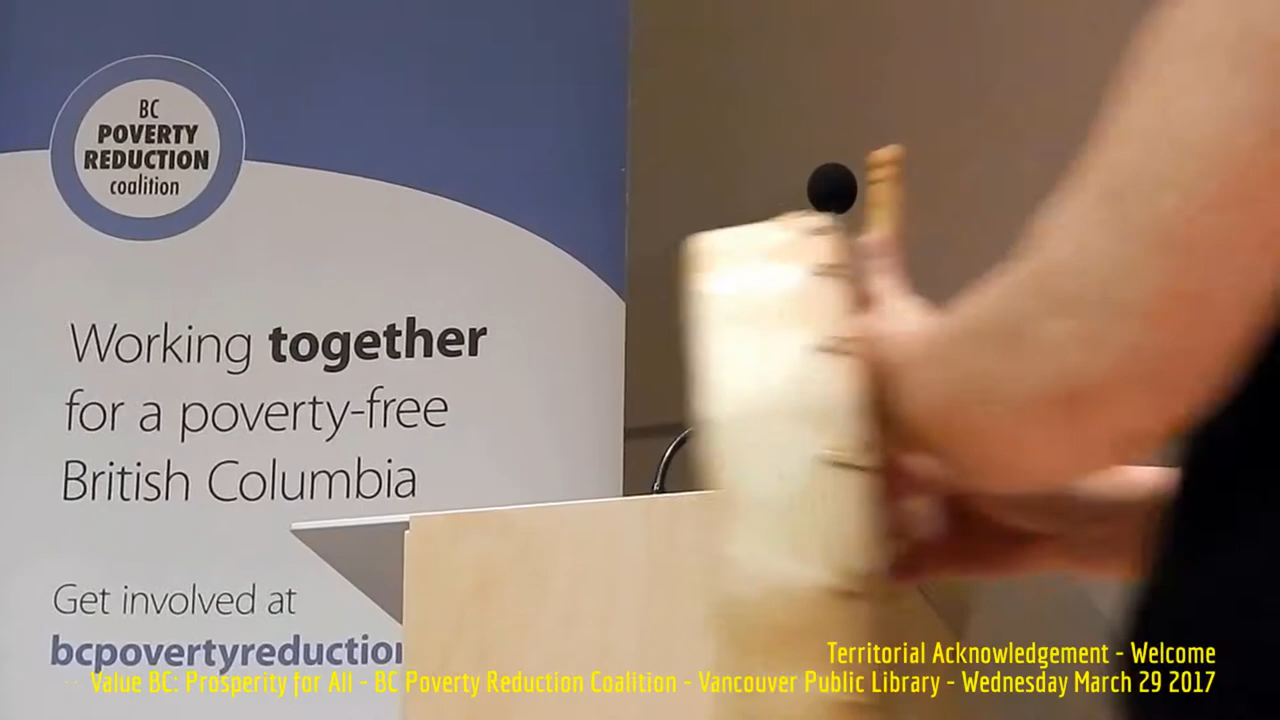 BC
POVERTY
REDUCTION
coalition
Working together
for a poverty-free
British Columbia
Get involved at
bcpovertyreduction
Territorial Acknowledgement - Welcome
Value BC: Prosperity for All - BC Poverty Reduction Coalition - Vancouver Public Library - Wednesday March 29 2017